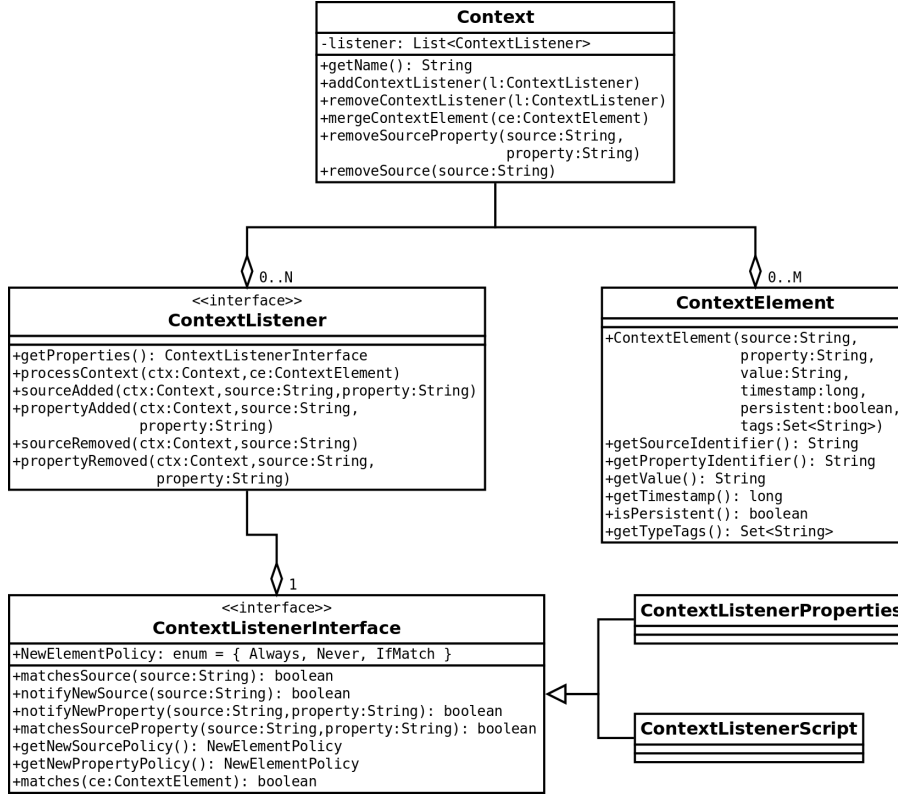 Context
-listener: List<ContextListener>
+getName(): String
+addContextListener(l:ContextListener)
+removeContextListener(l:ContextListener)
+mergeContextElement(ce:ContextElement)
+removeSourceProperty(source:String,
property:String)
+removeSource(source:String)
0..N
0..M
<<interface>>
ContextListener
+getProperties(): ContextListenerInterface
+processContext(ctx:Context,ce:ContextElement)
+sourceAdded(ctx:Context,source:String,property:String)
+propertyAdded(ctx:Context,source:String,
property:String)
+sourceRemoved(ctx:Context,source:String)
+propertyRemoved(ctx:Context,source:String,
property:String)
ContextElement
+ContextElement(source:String,
property:String,
value:String,
timestamp:long,
persistent:boolean,
tags:Set<String>)
+getSourceIdentifier(): String
+getPropertyIdentifier(): String
+getValue(): String
+getTimestamp(): long
+isPersistent(): boolean
+getTypeTags(): Set<String>
1
<<interface>>
ContextListenerInterface
+NewElementPolicy: enum = { Always, Never, IfMatch }
+matchesSource(source:String): boolean
+notifyNewSource(source:String): boolean
+notifyNewProperty(source:String,property:String): boolean
+matchesSourceProperty(source:String,property:String): boolean
+getNewSourcePolicy(): NewElementPolicy
+getNewPropertyPolicy(): NewElementPolicy
+matches(ce:ContextElement): boolean
ContextListenerProperties
ContextListenerScript